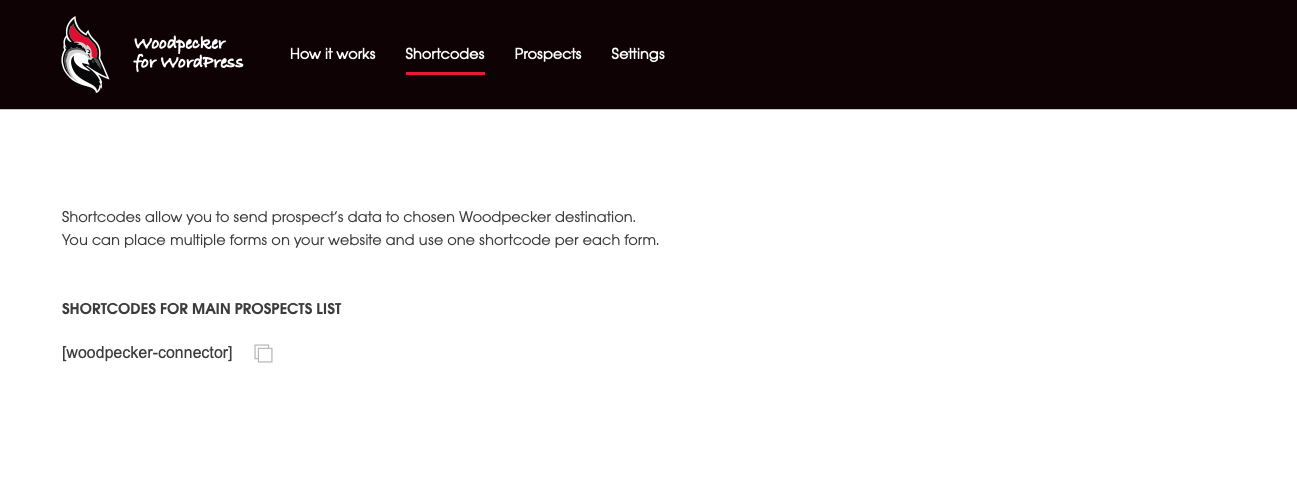 Woodpecker
for WordPress
How it works
Shortcodes
Prospects
Settings
Shortcodes allow you to send prospect's data to chosen Woodpecker destination.
You can place multiple forms on your website and use one shortcode per each form.
SHORTCODES FOR MAIN PROSPECTS LIST
[woodpecker-connector]